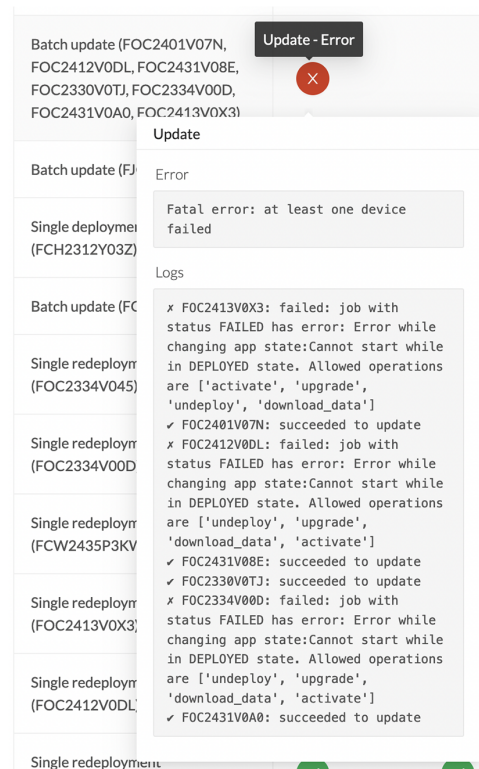 Update - Error
Batch update (FOC2401V07N,
FOC2412V0DL, FOC2431V08E,
FOC2330V0TJ, FOC2334V00D,
FOC2431V0A0, FOC2413V0X3)
X
Update
Error
Fatal error: at least one device
failed
Logs
✗ FOC2413V0X3: failed: job with
status FAILED has error: Error while
changing app state:Cannot start while
in DEPLOYED state. Allowed operations
are ['activate', 'upgrade',
'undeploy', 'download_data']
✔ FOC2401V07N: succeeded to update
✗ FOC2412V0DL: failed: job with
status FAILED has error: Error while
changing app state:Cannot start while
in DEPLOYED state. Allowed operations
are ['undeploy', 'upgrade',
'download_data', 'activate']
✔ FOC2431V08E: succeeded to update
✔ FOC2330V0TJ: succeeded to update
✗ FOC2334V00D: failed: job with
status FAILED has error: Error while
changing app state:Cannot start while
in DEPLOYED state. Allowed operations
are ['undeploy', 'upgrade',
'download_data', 'activate']
✔ FOC2431V0A0: succeeded to update
Batch update (FJ
Single deployme
(FCH2312Y03Z)
Batch update (FC
Single redeploym
(FOC2334V045)
Single redeploym
(FOC2334V00D
Single redeploym
(FCW2435P3KV
Single redeploym
(FOC2413V0X3)
Single redeploym
(FOC2412V0DL)
Single redeployment